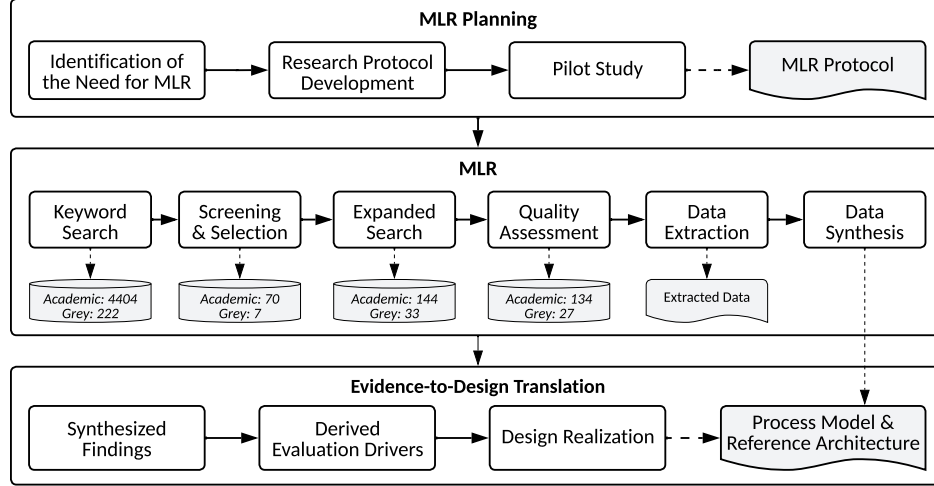 MLR Planning
Identification of
the Need for MLR
Research Protocol
Development
Pilot Study
MLR Protocol
MLR
Keyword
Search
Screening
& Selection
Expanded
Search
Quality
Assessment
Data
Extraction
Data
Synthesis
Academic: 4404
Grey: 222
Academic: 70
Grey: 7
Academic: 144
Grey: 33
Academic: 134
Grey: 27
Extracted Data
Evidence-to-Design Translation
Synthesized
Findings
Derived
Evaluation Drivers
Design Realization
Process Model &
Reference Architecture